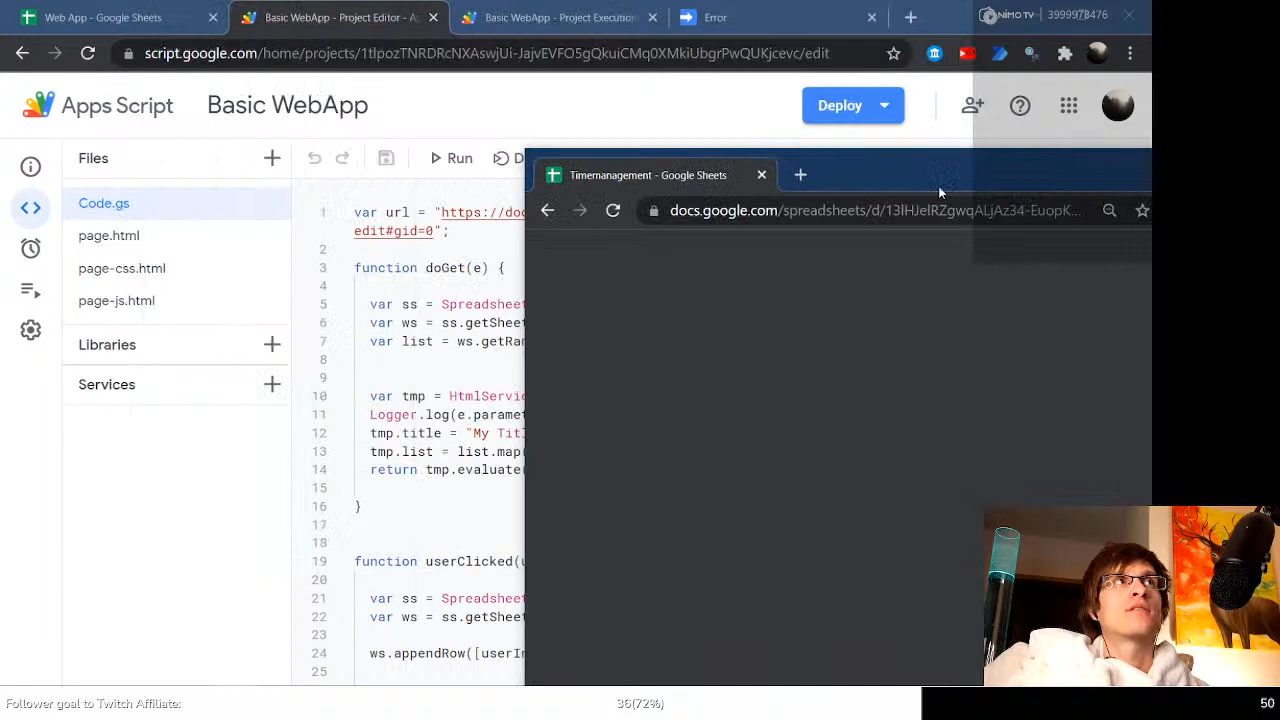 Web App - Google Sheets
Basic WebApp - Project Editor - A
Basic WebApp - Project Execution
Error
NIMO TV
3999978476
script.google.com/home/projects/1tlpozTNRDRcNXAswjUi-JajvEVFO5gQkuiCMq0XMkiUbgrPwQUKjcevc/edit
Apps Script
Basic WebApp
Deploy
Files
Run
D
Timemanagement - Google Sheets
docs.google.com/spreadsheets/d/13lHJelRZgwqALjAz34-EuopK...
Code.gs
page.html
page-css.html
page-js.html
Libraries
Services
1 var url = "https://doc
edit#gid=0";
2
3 function doGet(e) {
4
5 var ss = Spreadsheet
6 var ws = ss.getSheet
7 var list = ws.getRan
8
9
10 var tmp = HtmlServic
11 Logger.log(e.paramet
12 tmp.title = "My Titl
13 tmp.list = list.map(
14 return tmp.evaluate(
15
16 }
17
18
19 function userClicked(u
20
21 var ss = Spreadsheet
22 var ws = ss.getSheet
23
24 ws.appendRow([userIn
25
Follower goal to Twitch Affiliate:
36(72%)
50